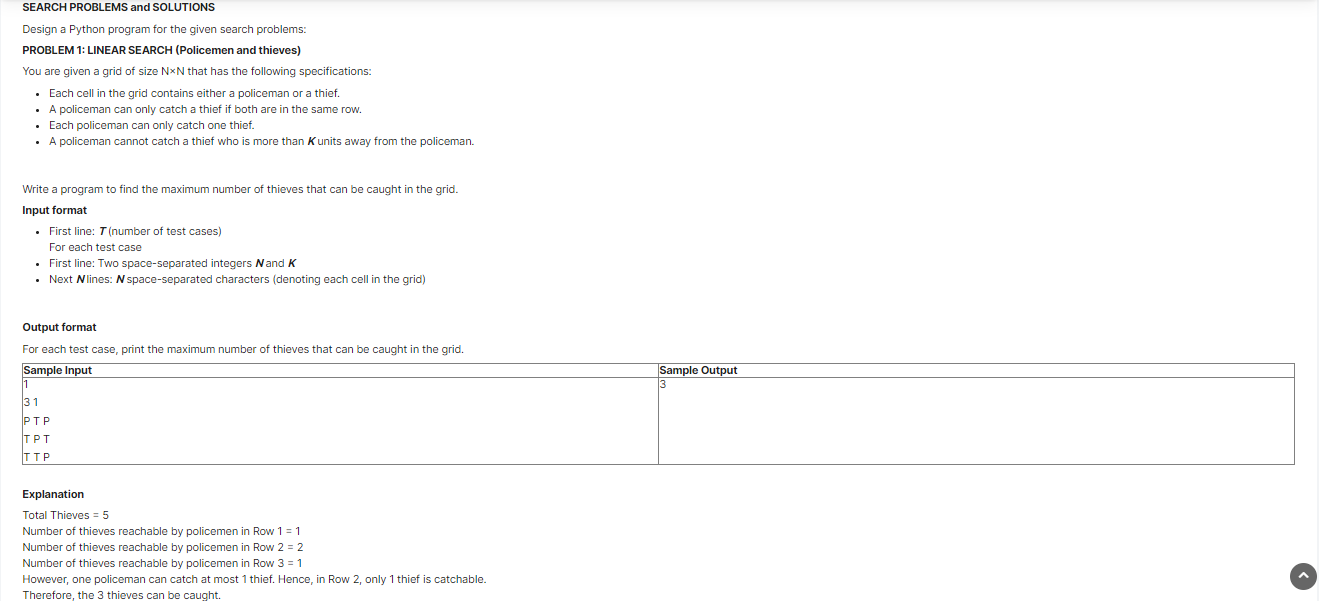 SEARCH PROBLEMS and SOLUTIONS
Design a Python program for the given search problems:
PROBLEM 1: LINEAR SEARCH (Policemen and thieves)
You are given a grid of size N×N that has the following specifications:
• Each cell in the grid contains either a policeman or a thief.
• A policeman can only catch a thief if both are in the same row.
• Each policeman can only catch one thief.
• A policeman cannot catch a thief who is more than K units away from the policeman.
Write a program to find the maximum number of thieves that can be caught in the grid.
Input format
• First line: T (number of test cases)
For each test case
• First line: Two space-separated integers N and K
• Next N lines: N space-separated characters (denoting each cell in the grid)
Output format
For each test case, print the maximum number of thieves that can be caught in the grid.
Sample Input Sample Output
1 3
3 1
P T P
T P T
T T P
Explanation
Total Thieves = 5
Number of thieves reachable by policemen in Row 1 = 1
Number of thieves reachable by policemen in Row 2 = 2
Number of thieves reachable by policemen in Row 3 = 1
However, one policeman can catch at most 1 thief. Hence, in Row 2, only 1 thief is catchable.
Therefore, the 3 thieves can be caught.